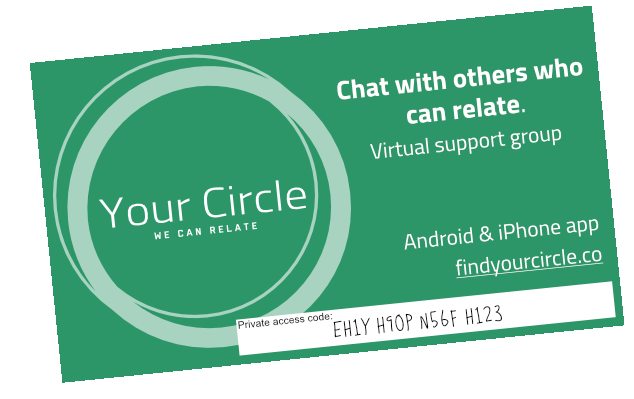 Chat with others who
can relate.
Virtual support group
Your Circle
WE CAN RELATE
Android & iPhone app
findyourcircle.co
Private access code: EH1Y H90P N56F H123